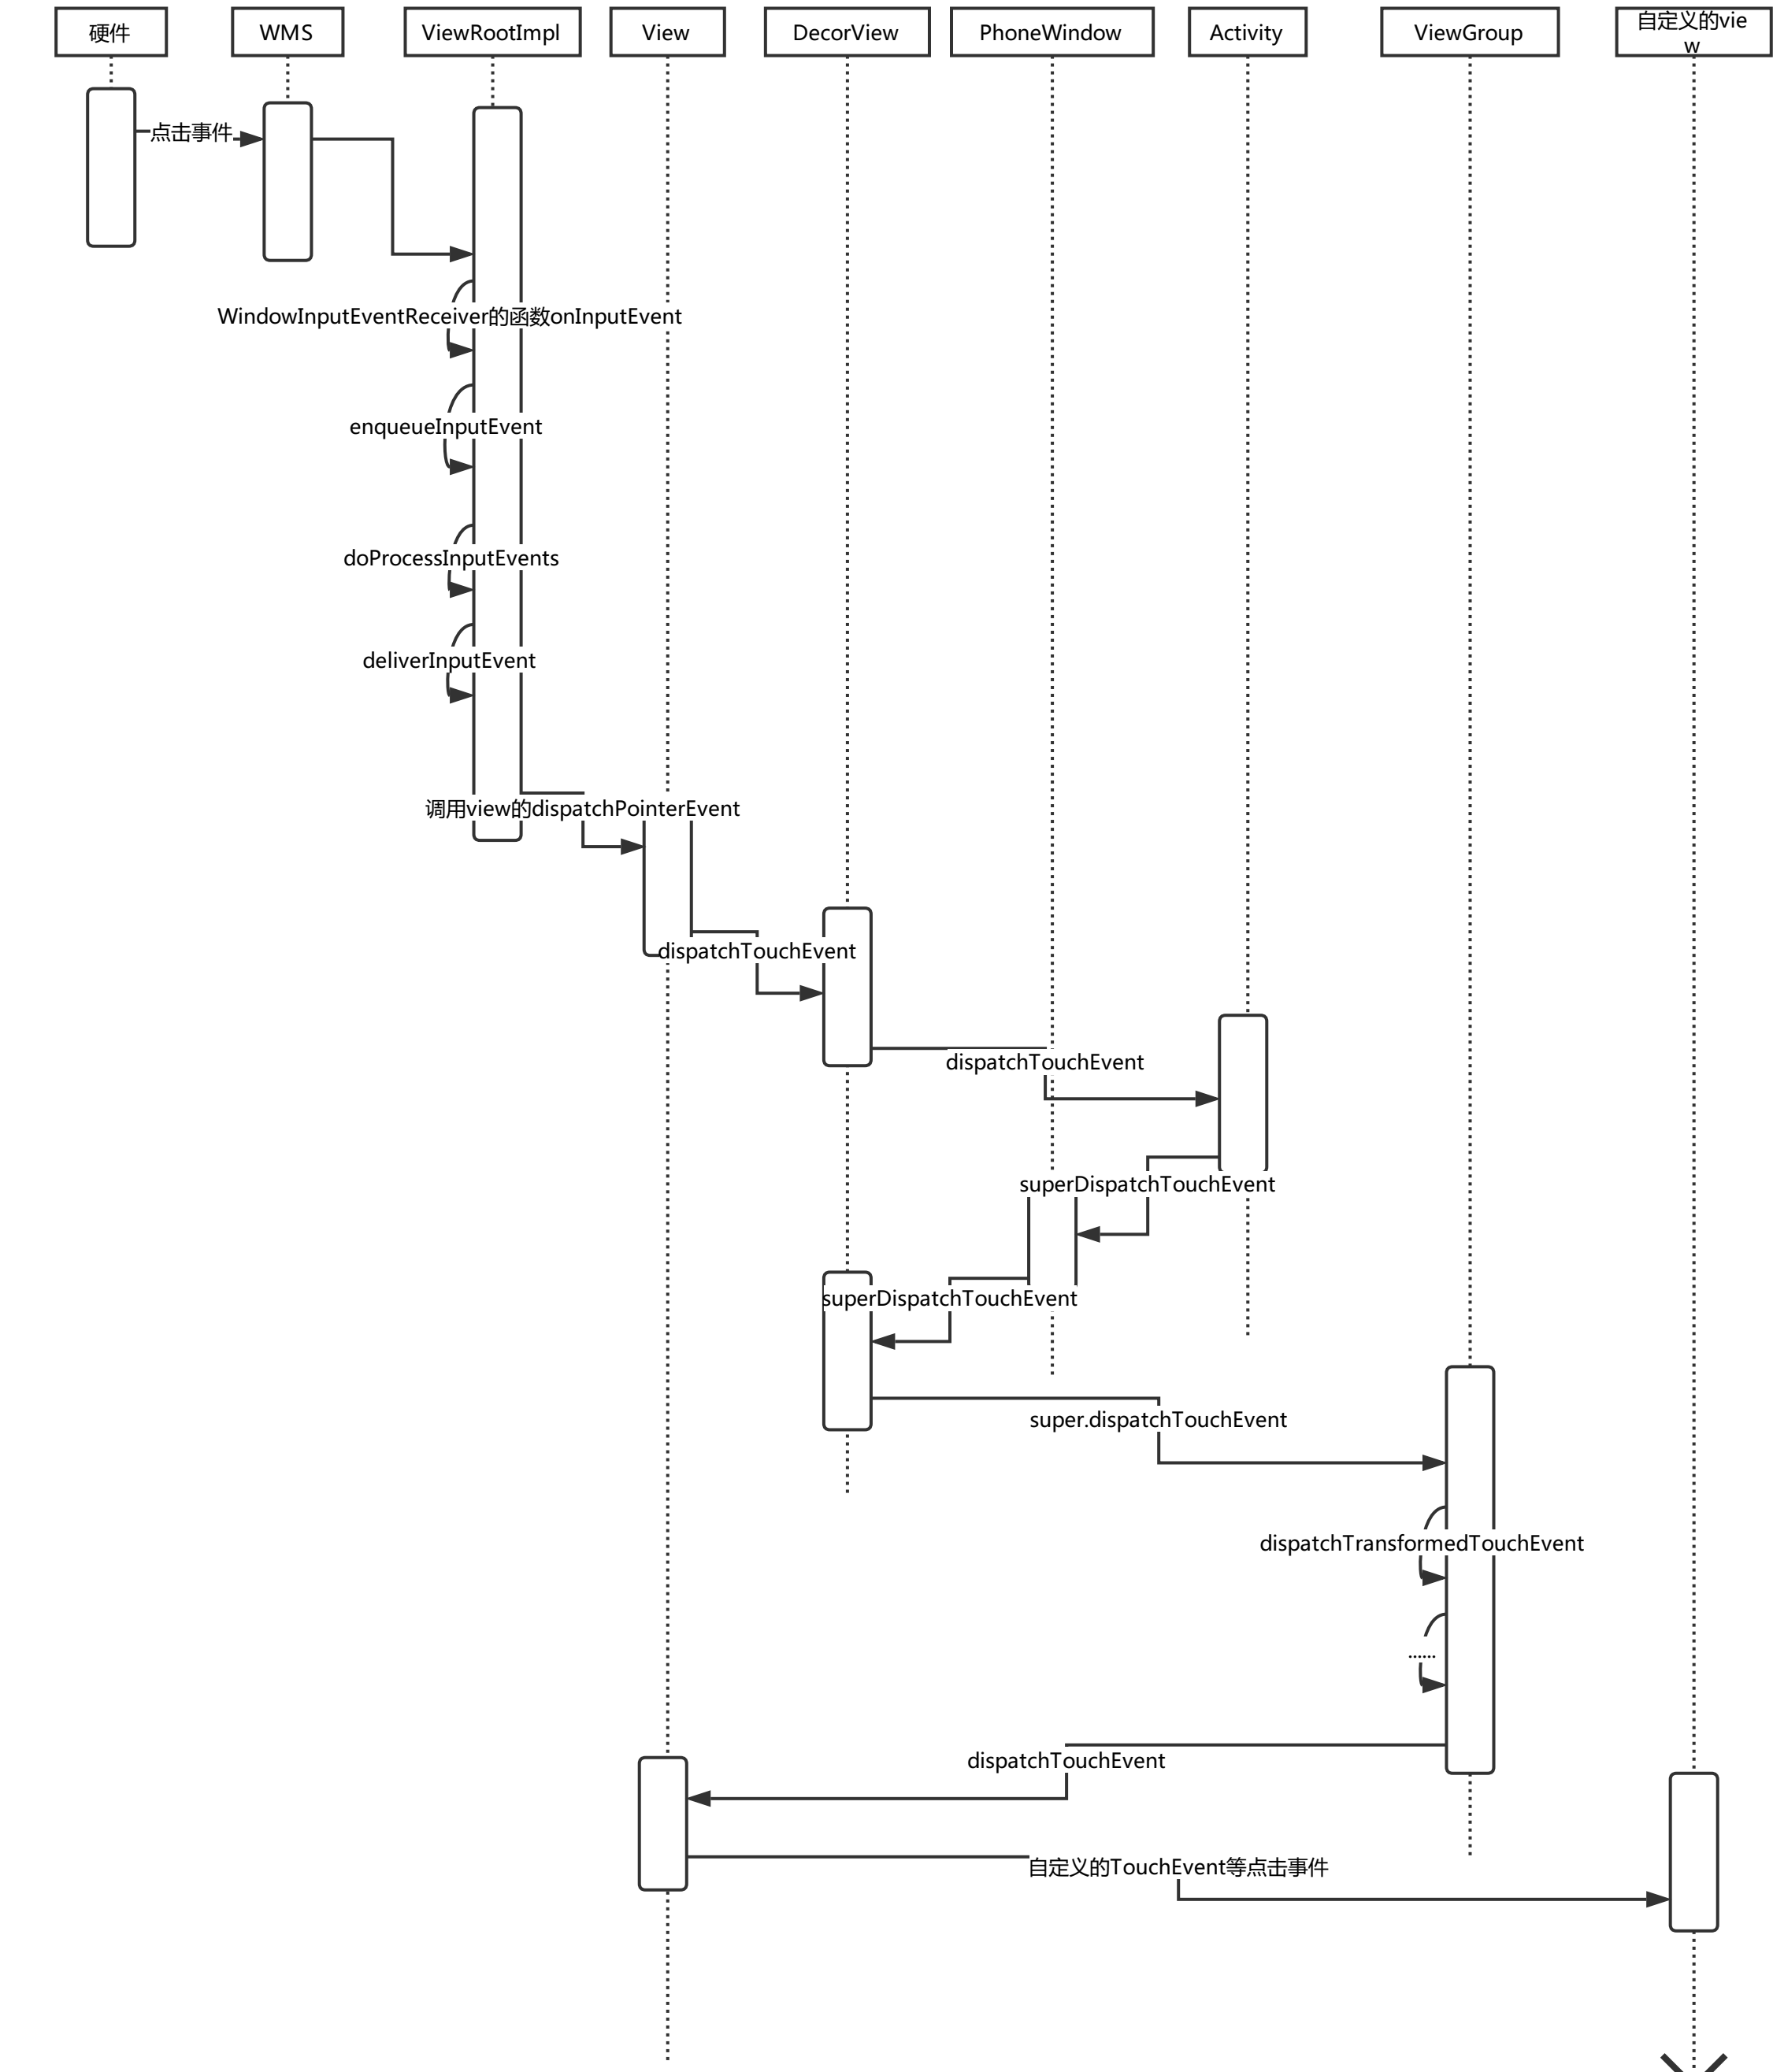 硬件
WMS
ViewRootImpl
View
DecorView
PhoneWindow
Activity
ViewGroup
自定义的vie
w
点击事件
WindowInputEventReceiver的函数onInputEvent
enqueueInputEvent
doProcessInputEvents
deliverInputEvent
调用view的dispatchPointerEvent
dispatchTouchEvent
dispatchTouchEvent
superDispatchTouchEvent
superDispatchTouchEvent
super.dispatchTouchEvent
dispatchTransformedTouchEvent
......
dispatchTouchEvent
自定义的TouchEvent等点击事件